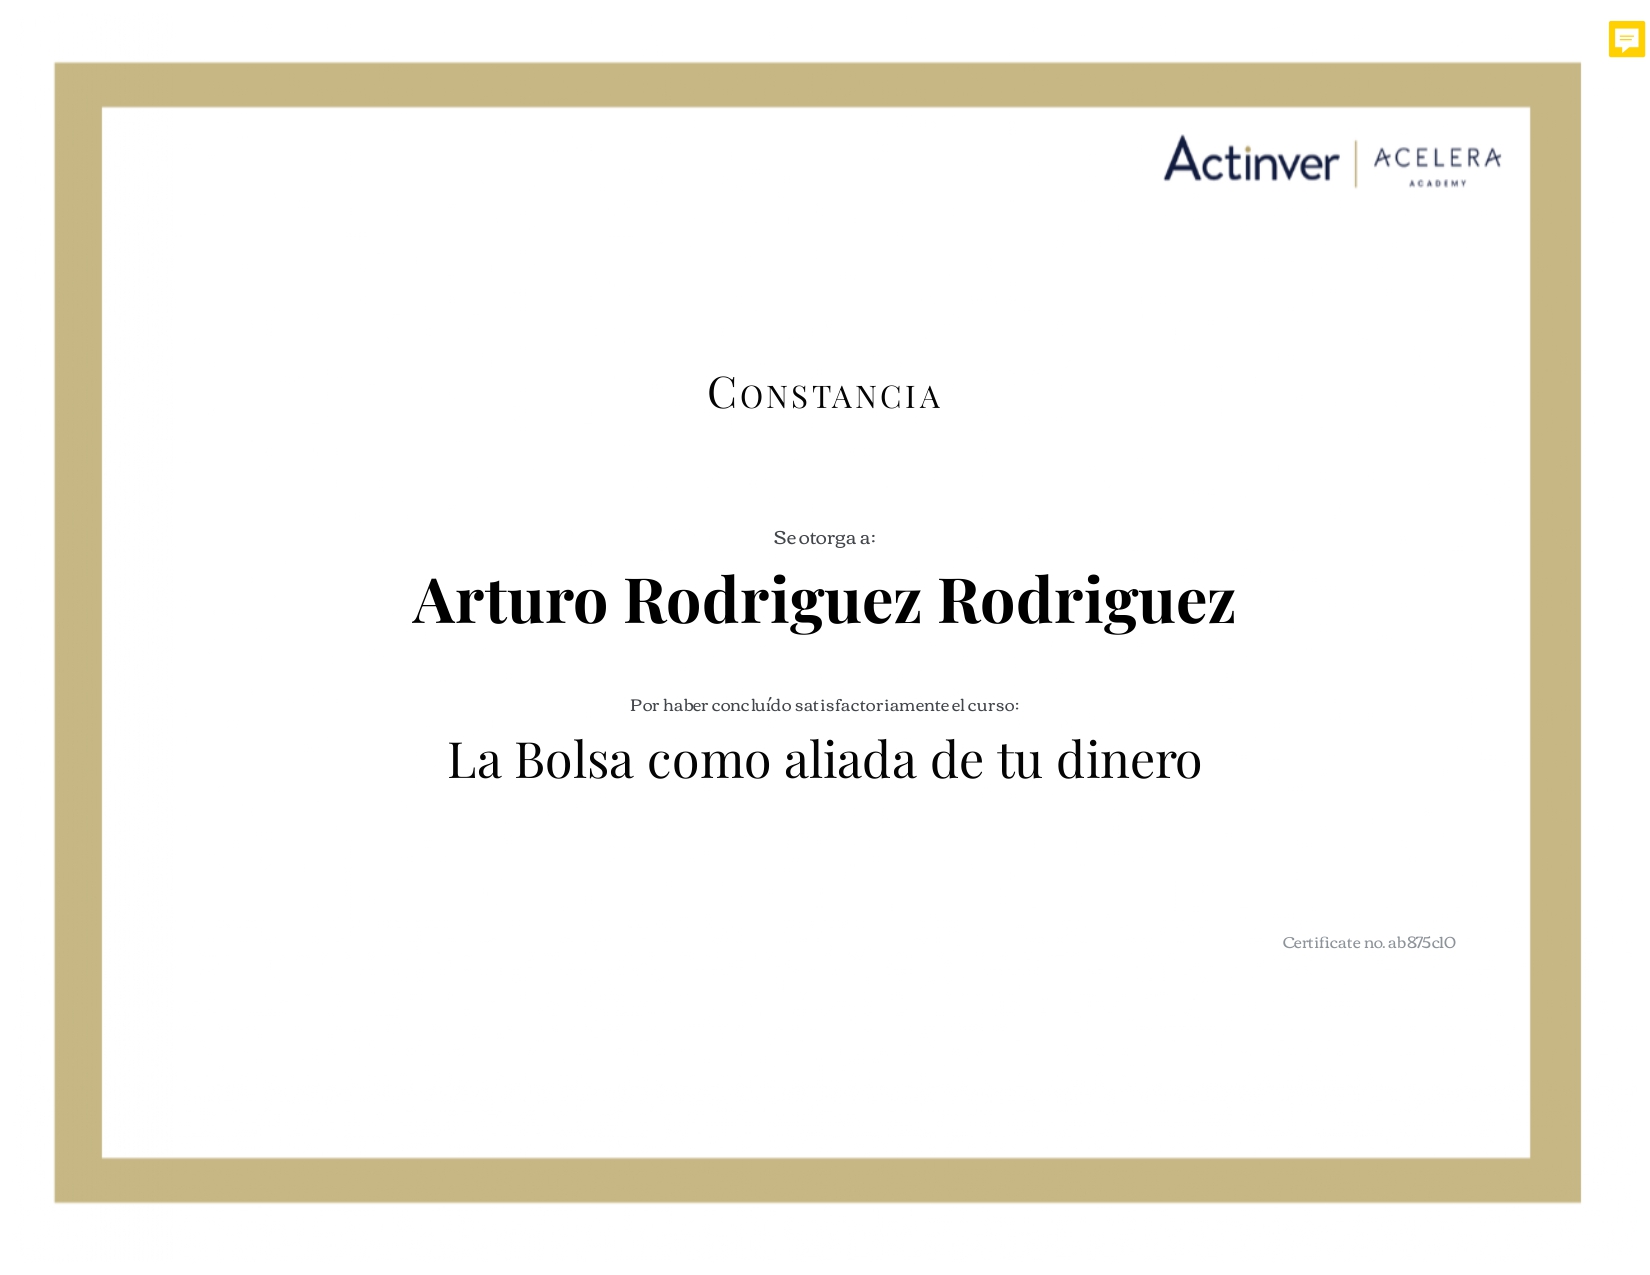 Actinver | ACELERA
ACADEMY
CONSTANCIA
Se otorga a:
Arturo Rodriguez Rodriguez
Por haber concluído satisfactoriamente el curso:
La Bolsa como aliada de tu dinero
Certificate no. ab875c10